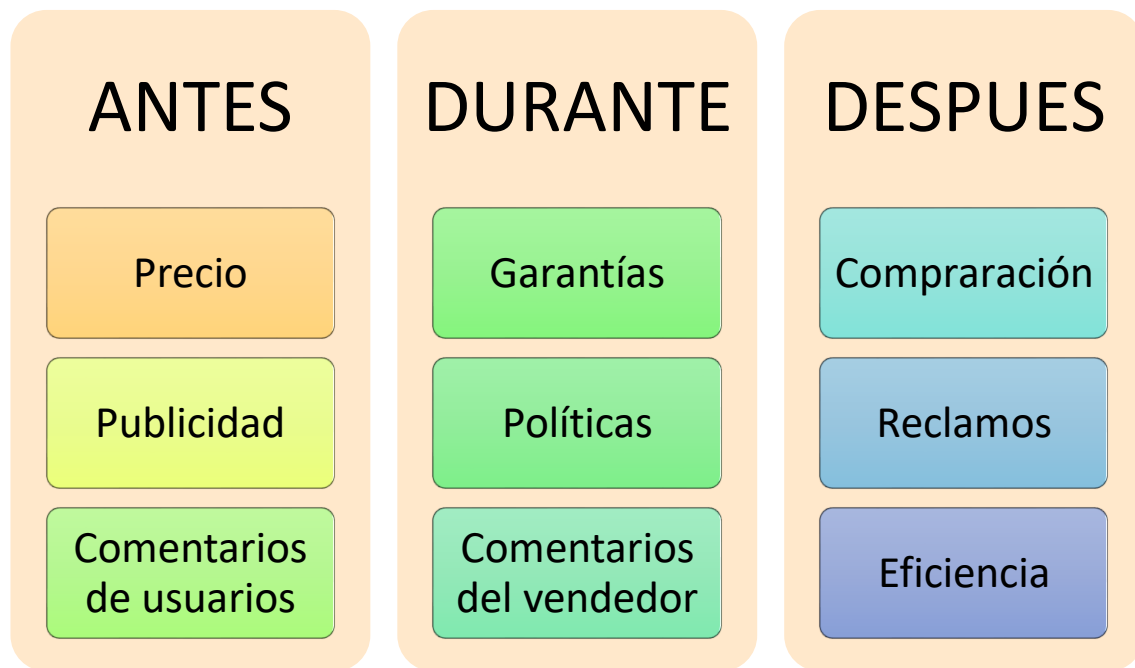 ANTES
Precio
Publicidad
Comentarios
de usuarios
DURANTE
Garantías
Políticas
Comentarios
del vendedor
DESPUES
Compraración
Reclamos
Eficiencia